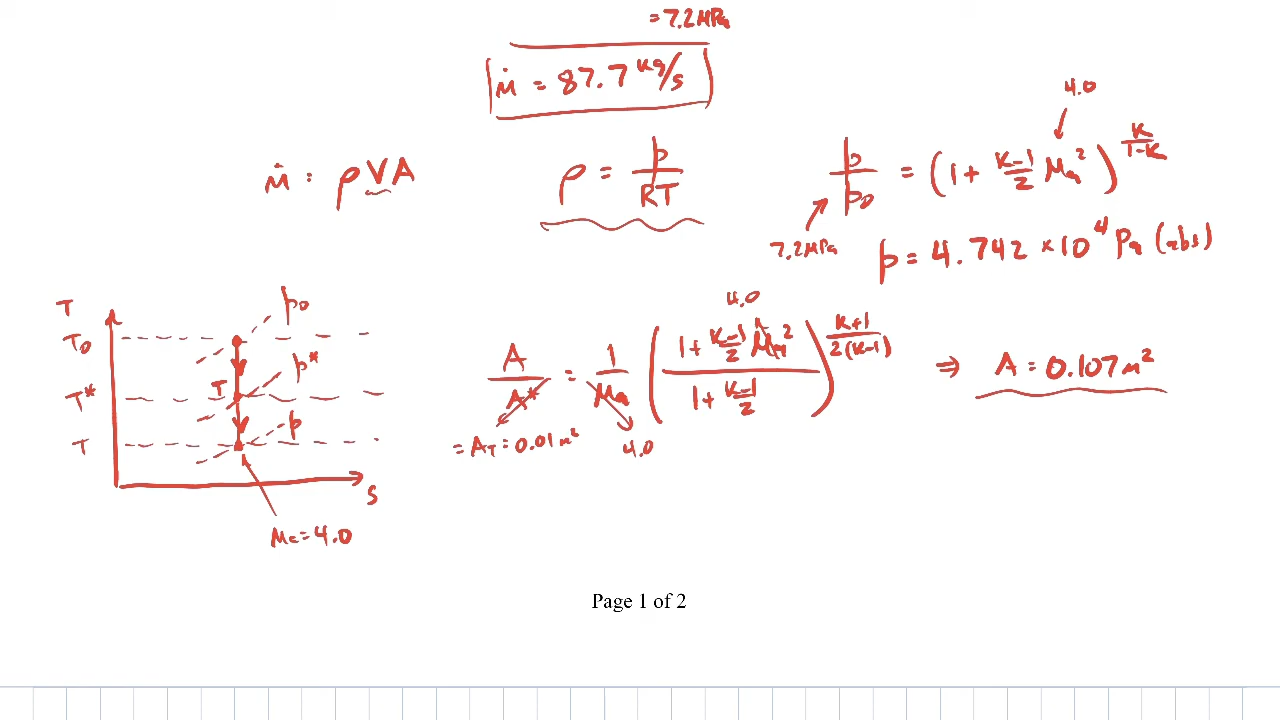 = 7.2 MPa
ṁ = 87.7 kg/s
4.0
ṁ = ρVA
ρ = p/RT
p/p₀ = (1 + (k-1)/2 Ma²)^(k/(1-k))
7.2 MPa
p = 4.742 × 10⁴ Pa (abs)
T
T₀
p₀
T*
p*
T
T
p
s
Ma = 4.0
4.0
A/A* = 1/Ma ((1 + (k-1)/2 Ma²)/(1 + (k-1)/2))^((k+1)/(2(k-1))) ⇒ A = 0.107 m²
= A_T = 0.01 m²
4.0
Page 1 of 2